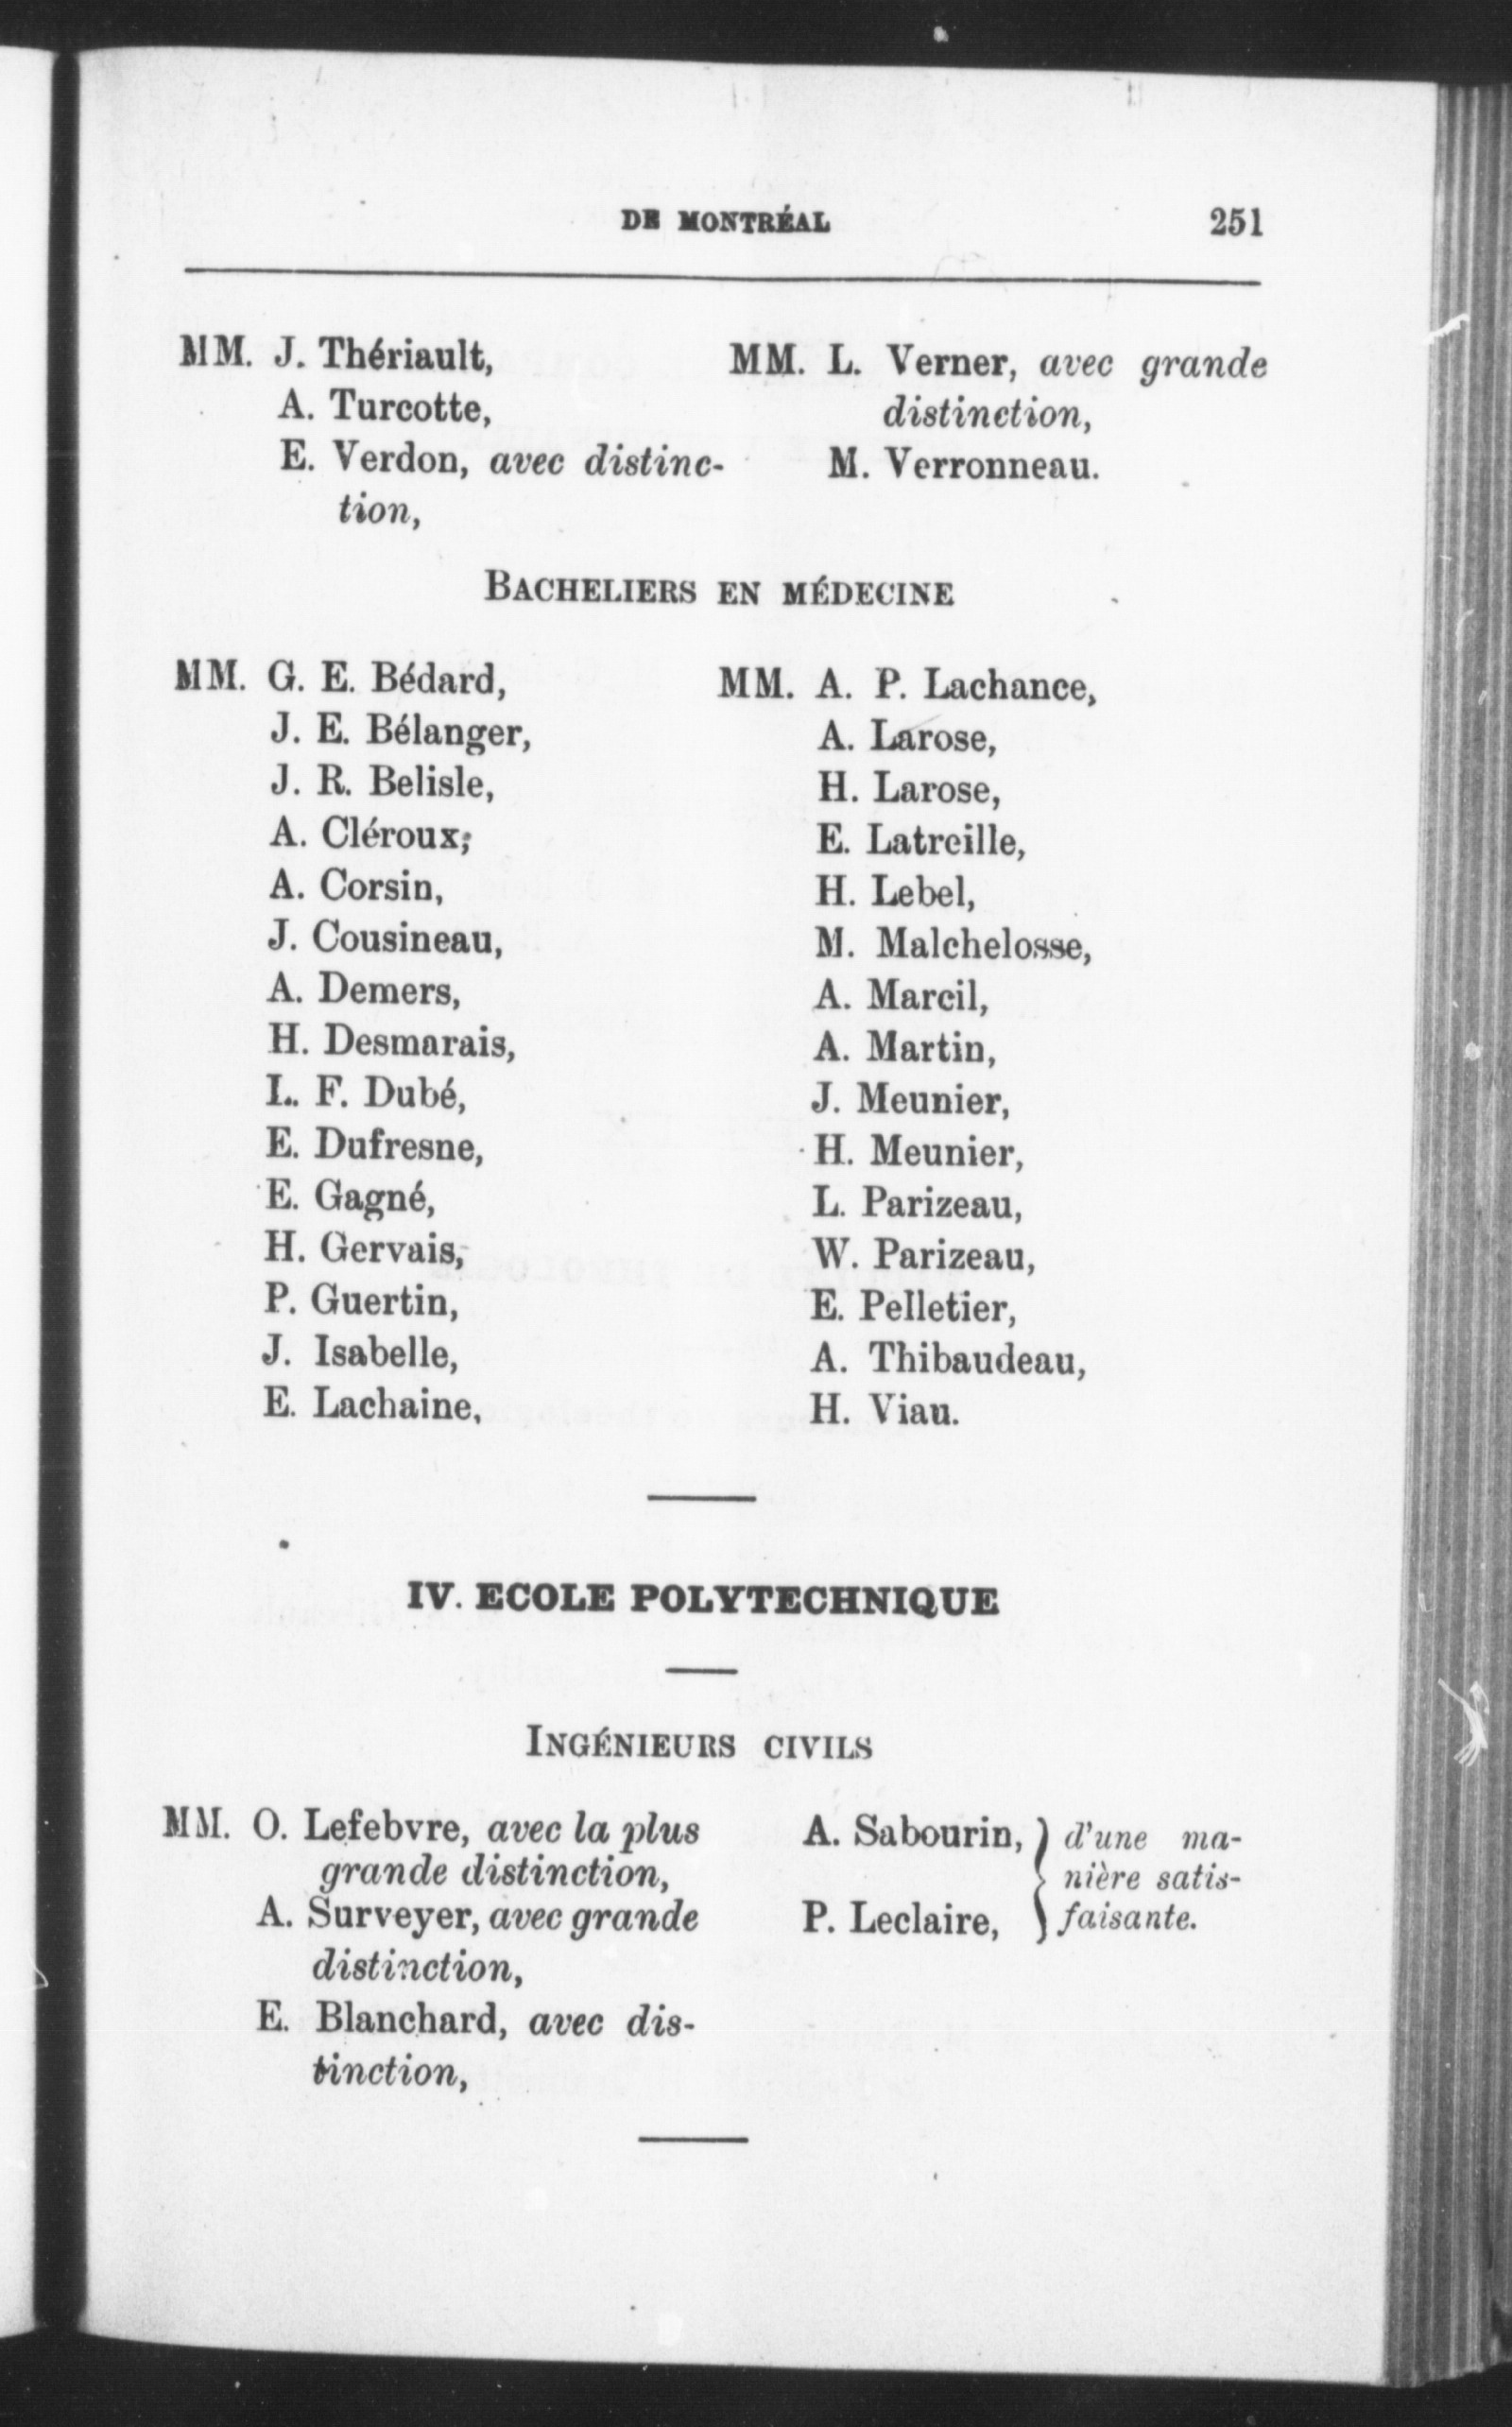 DE MONTRÉAL 251
MM. J. Thériault,
A. Turcotte,
E. Verdon, avec distinc-
tion,
MM. L. Verner, avec grande
distinction,
M. Verronneau.
BACHELIERS EN MÉDECINE
MM. G. E. Bédard,
J. E. Bélanger,
J. R. Belisle,
A. Cléroux,
A. Corsin,
J. Cousineau,
A. Demers,
H. Desmarais,
L. F. Dubé,
E. Dufresne,
E. Gagné,
H. Gervais,
P. Guertin,
J. Isabelle,
E. Lachaine,
MM. A. P. Lachance,
A. Larose,
H. Larose,
E. Latreille,
H. Lebel,
M. Malchelosse,
A. Marcil,
A. Martin,
J. Meunier,
H. Meunier,
L. Parizeau,
W. Parizeau,
E. Pelletier,
A. Thibaudeau,
H. Viau.
IV. ECOLE POLYTECHNIQUE
INGÉNIEURS CIVILS
MM. O. Lefebvre, avec la plus
grande distinction,
A. Surveyer, avec grande
distinction,
E. Blanchard, avec dis-
tinction,
A. Sabourin,
P. Leclaire,
d'une ma-
nière satis-
faisante.